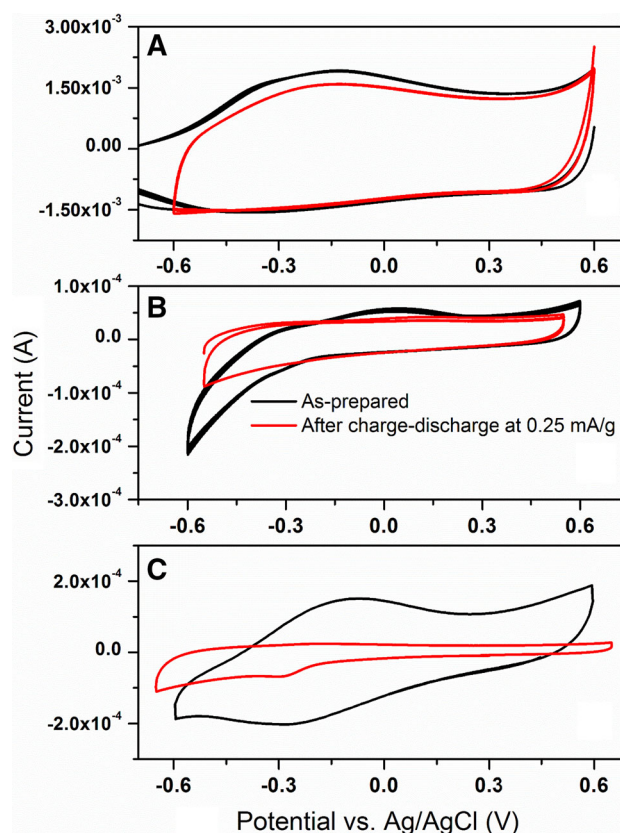 A
3.00x10-3
1.50x10-3
0.00
-1.50x10-3
-0.6 -0.3 0.0 0.3 0.6
B
1.0x10-4
0.0
-1.0x10-4
-2.0x10-4
-3.0x10-4
As-prepared
After charge-discharge at 0.25 mA/g
-0.6 -0.3 0.0 0.3 0.6
C
2.0x10-4
0.0
-2.0x10-4
-0.6 -0.3 0.0 0.3 0.6
Current (A)
Potential vs. Ag/AgCl (V)